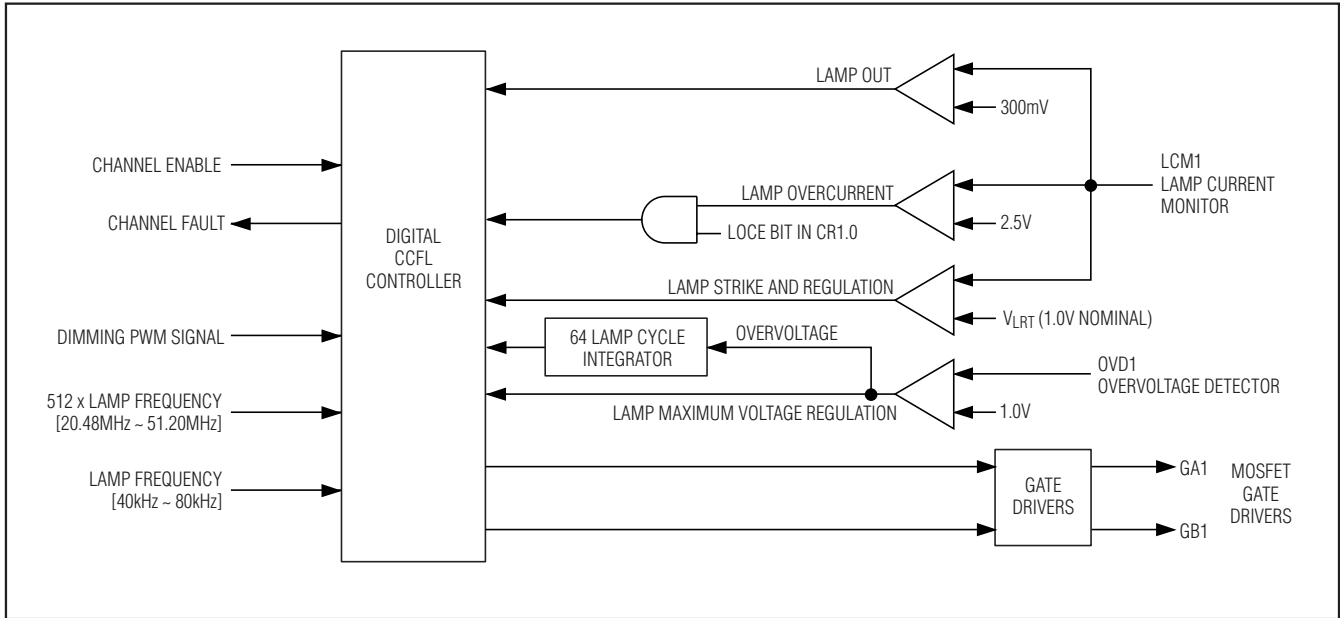 LAMP OUT
300mV
CHANNEL ENABLE
LCM1
LAMP CURRENT
MONITOR
LAMP OVERCURRENT
CHANNEL FAULT
LOCE BIT IN CR1.0
2.5V
DIGITAL
CCFL
CONTROLLER
LAMP STRIKE AND REGULATION
VLRT (1.0V NOMINAL)
DIMMING PWM SIGNAL
64 LAMP CYCLE
INTEGRATOR
OVERVOLTAGE
OVD1
OVERVOLTAGE DETECTOR
512 x LAMP FREQUENCY
[20.48MHz ~ 51.20MHz]
LAMP MAXIMUM VOLTAGE REGULATION
1.0V
LAMP FREQUENCY
[40kHz ~ 80kHz]
GATE
DRIVERS
GA1
GB1
MOSFET
GATE
DRIVERS